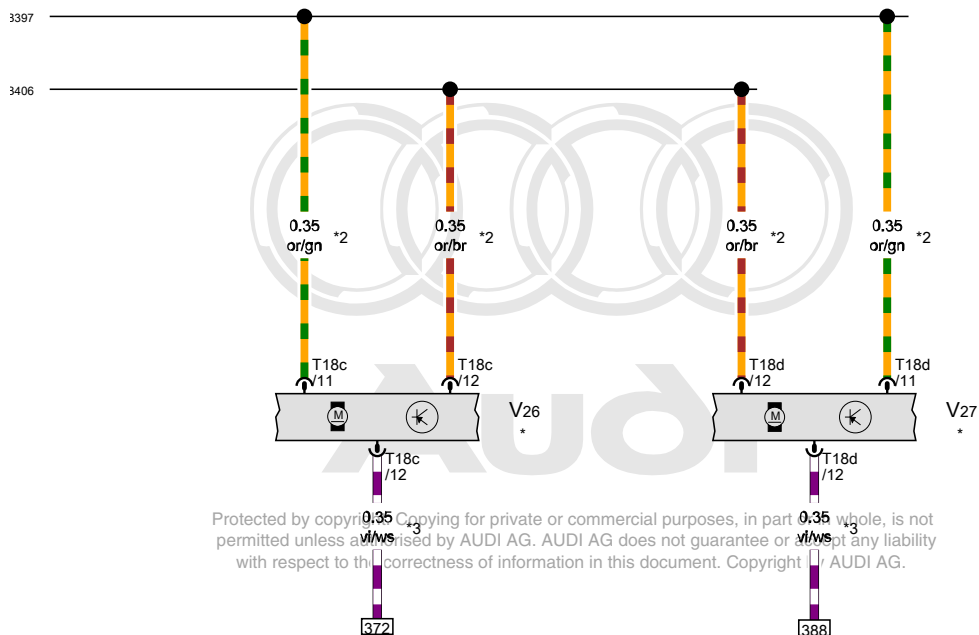 3397
3406
0.35 *2
or/gn
0.35 *2
or/br
0.35 *2
or/br
0.35 *2
or/gn
T18c
/11
T18c
/12
T18d
/12
T18d
/11
M
V26
*
M
V27
*
Audi
T18c
/12
T18d
/12
0.35 *3
vi/ws
0.35 *3
vi/ws
Protected by copyright. Copying for private or commercial purposes, in part or in whole, is not
permitted unless authorised by AUDI AG. AUDI AG does not guarantee or accept any liability
with respect to the correctness of information in this document. Copyright by AUDI AG.
372
388